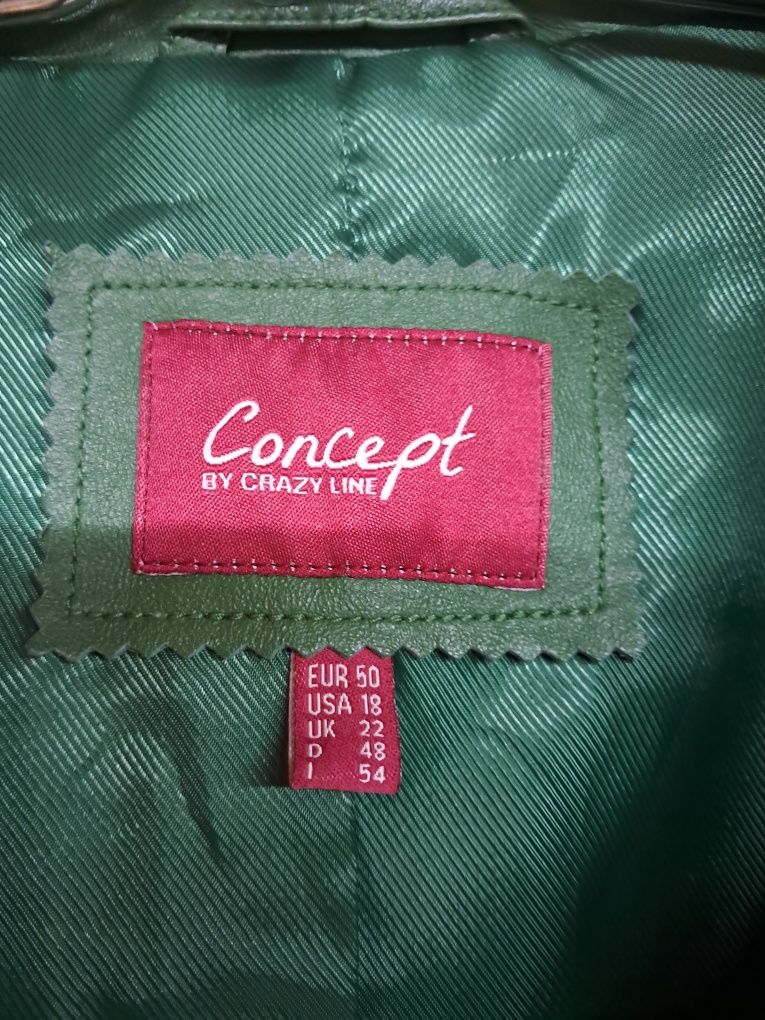 Concept
BY CRAZY LINE
EUR 50
USA 18
UK 22
D 48
I 54